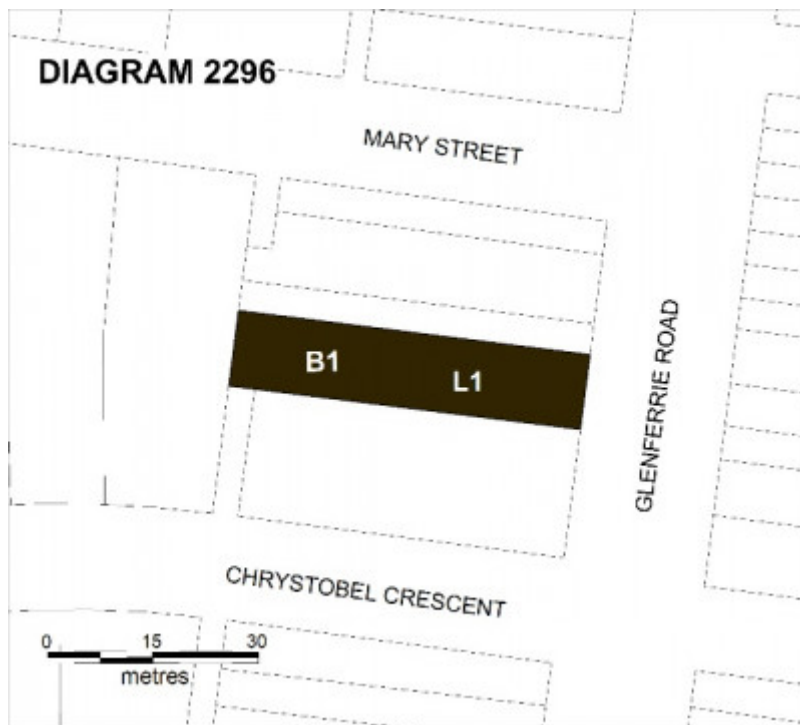 DIAGRAM 2296
MARY STREET
B1
L1
GLENFERRIE ROAD
CHRYSTOBEL CRESCENT
0 15 30
metres